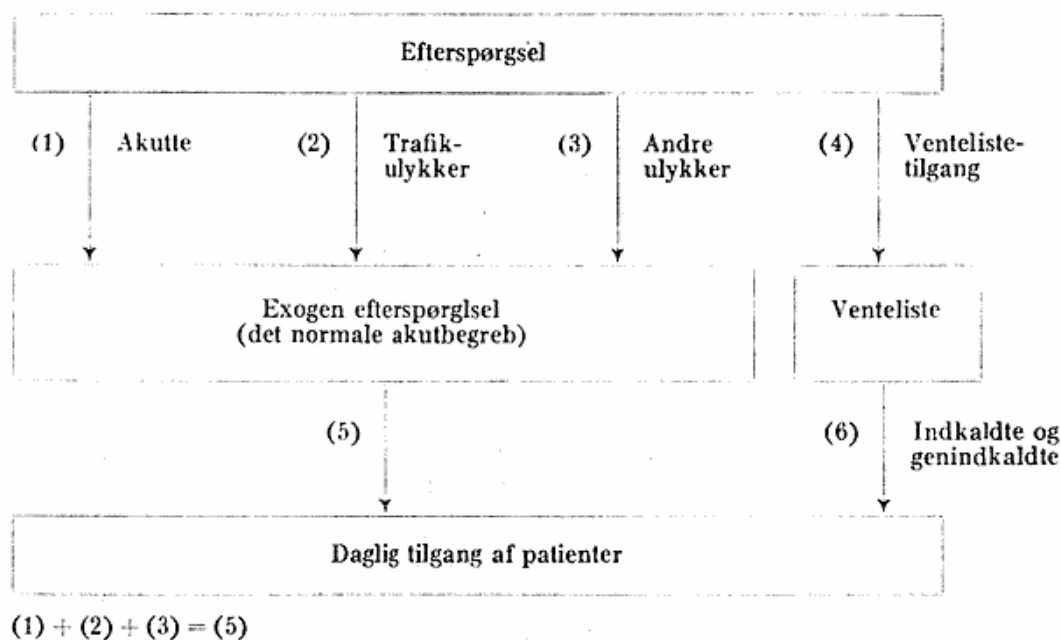 Efterspørgsel
(1) Akutte
(2) Trafik-
ulykker
(3) Andre
ulykker
(4) Venteliste-
tilgang
Exogen efterspørglsel
(det normale akutbegreb)
Venteliste
(5)
(6) Indkaldte og
genindkaldte
Daglig tilgang af patienter
(1) + (2) + (3) = (5)